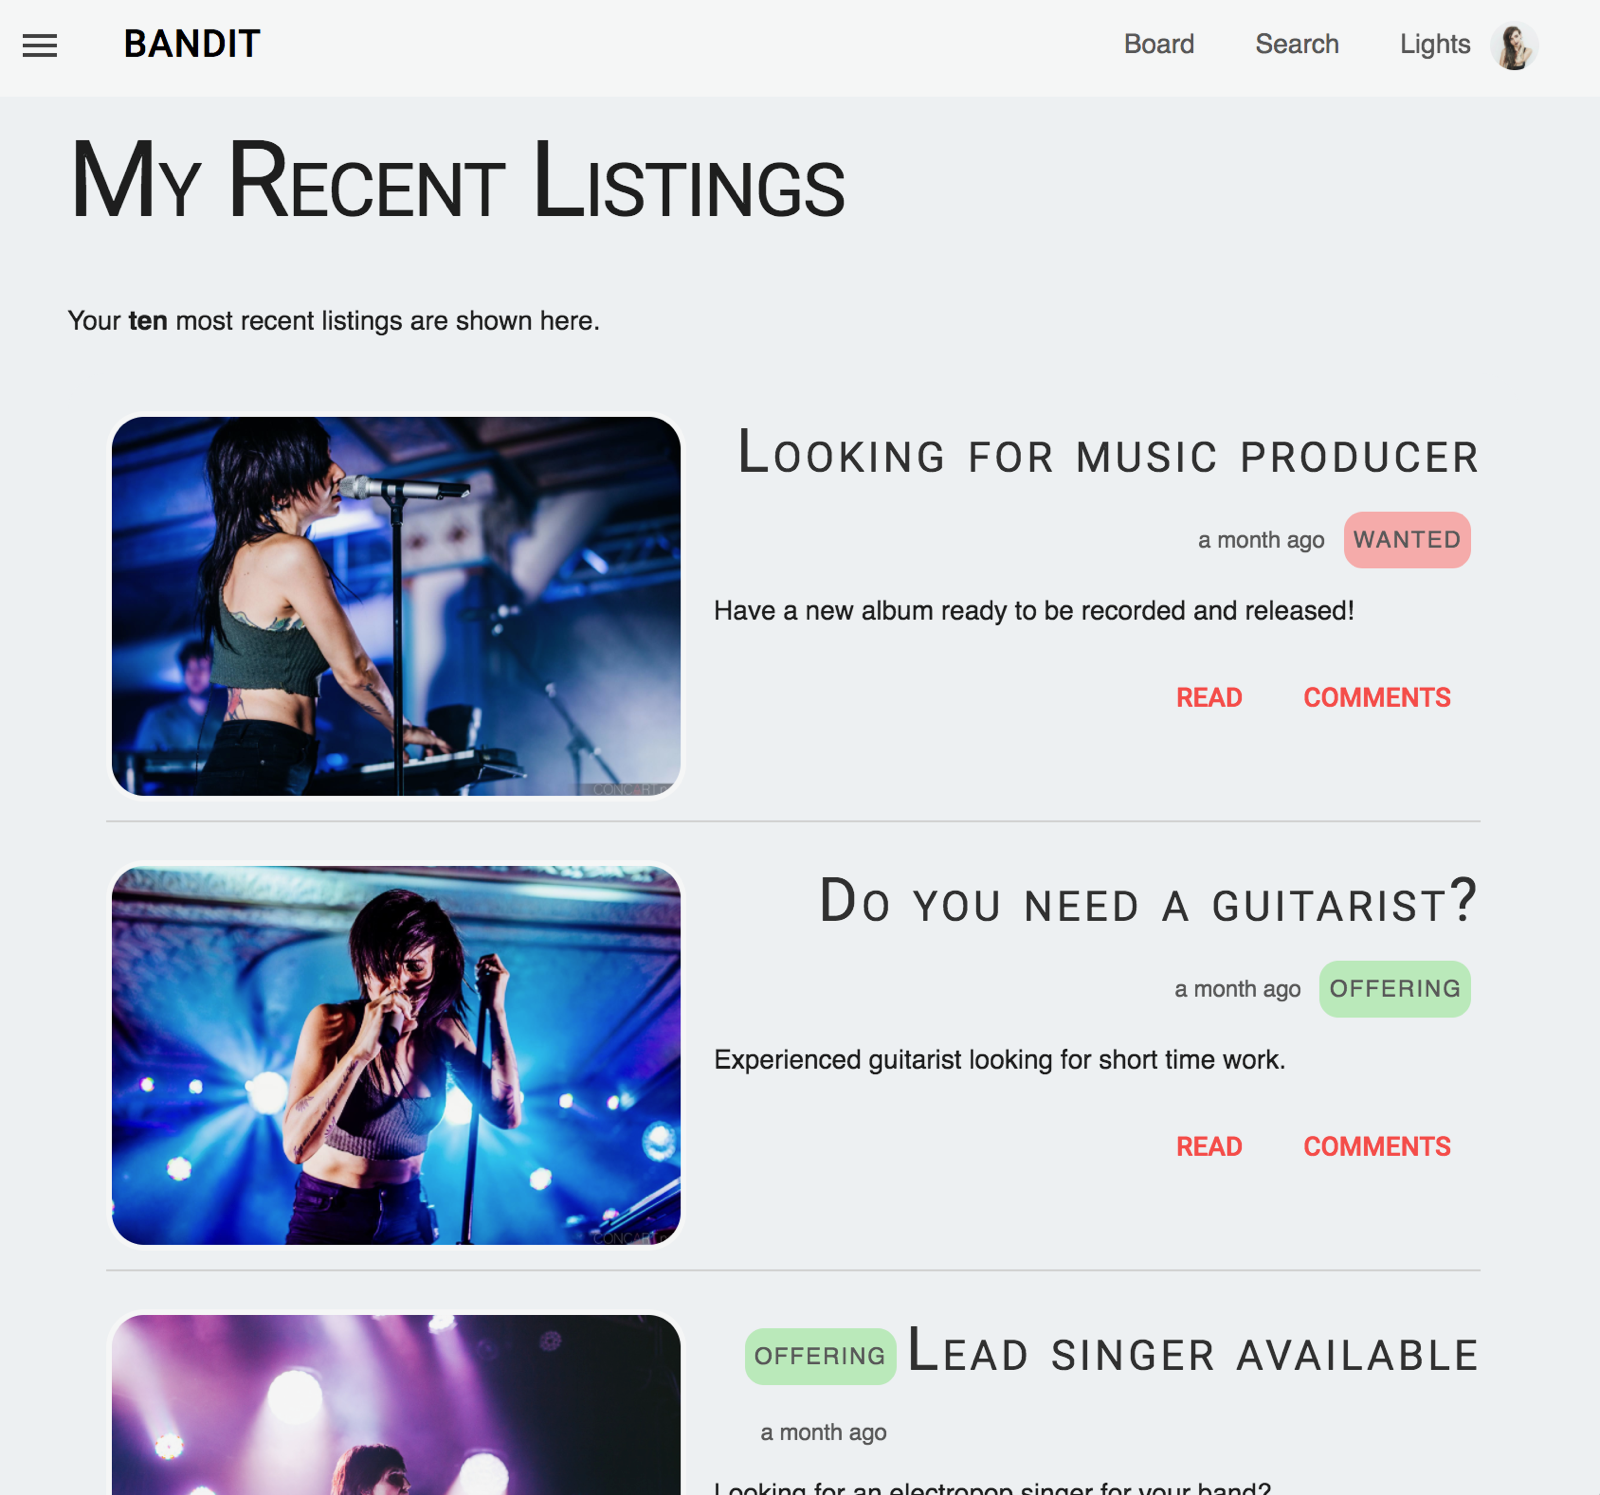 BANDIT
Board Search Lights
My Recent Listings
Your ten most recent listings are shown here.
Looking for music producer
a month ago WANTED
Have a new album ready to be recorded and released!
READ COMMENTS
CONCART
Do you need a guitarist?
a month ago OFFERING
Experienced guitarist looking for short time work.
READ COMMENTS
CONCART
OFFERING Lead singer available
a month ago
Looking for an electropop singer for your band?